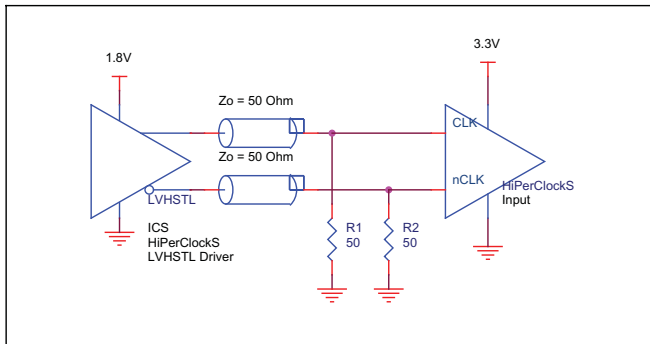 1.8V
3.3V
Zo = 50 Ohm
CLK
Zo = 50 Ohm
nCLK
HiPerClockS
Input
LVHSTL
ICS
HiPerClockS
LVHSTL Driver
R1
50
R2
50